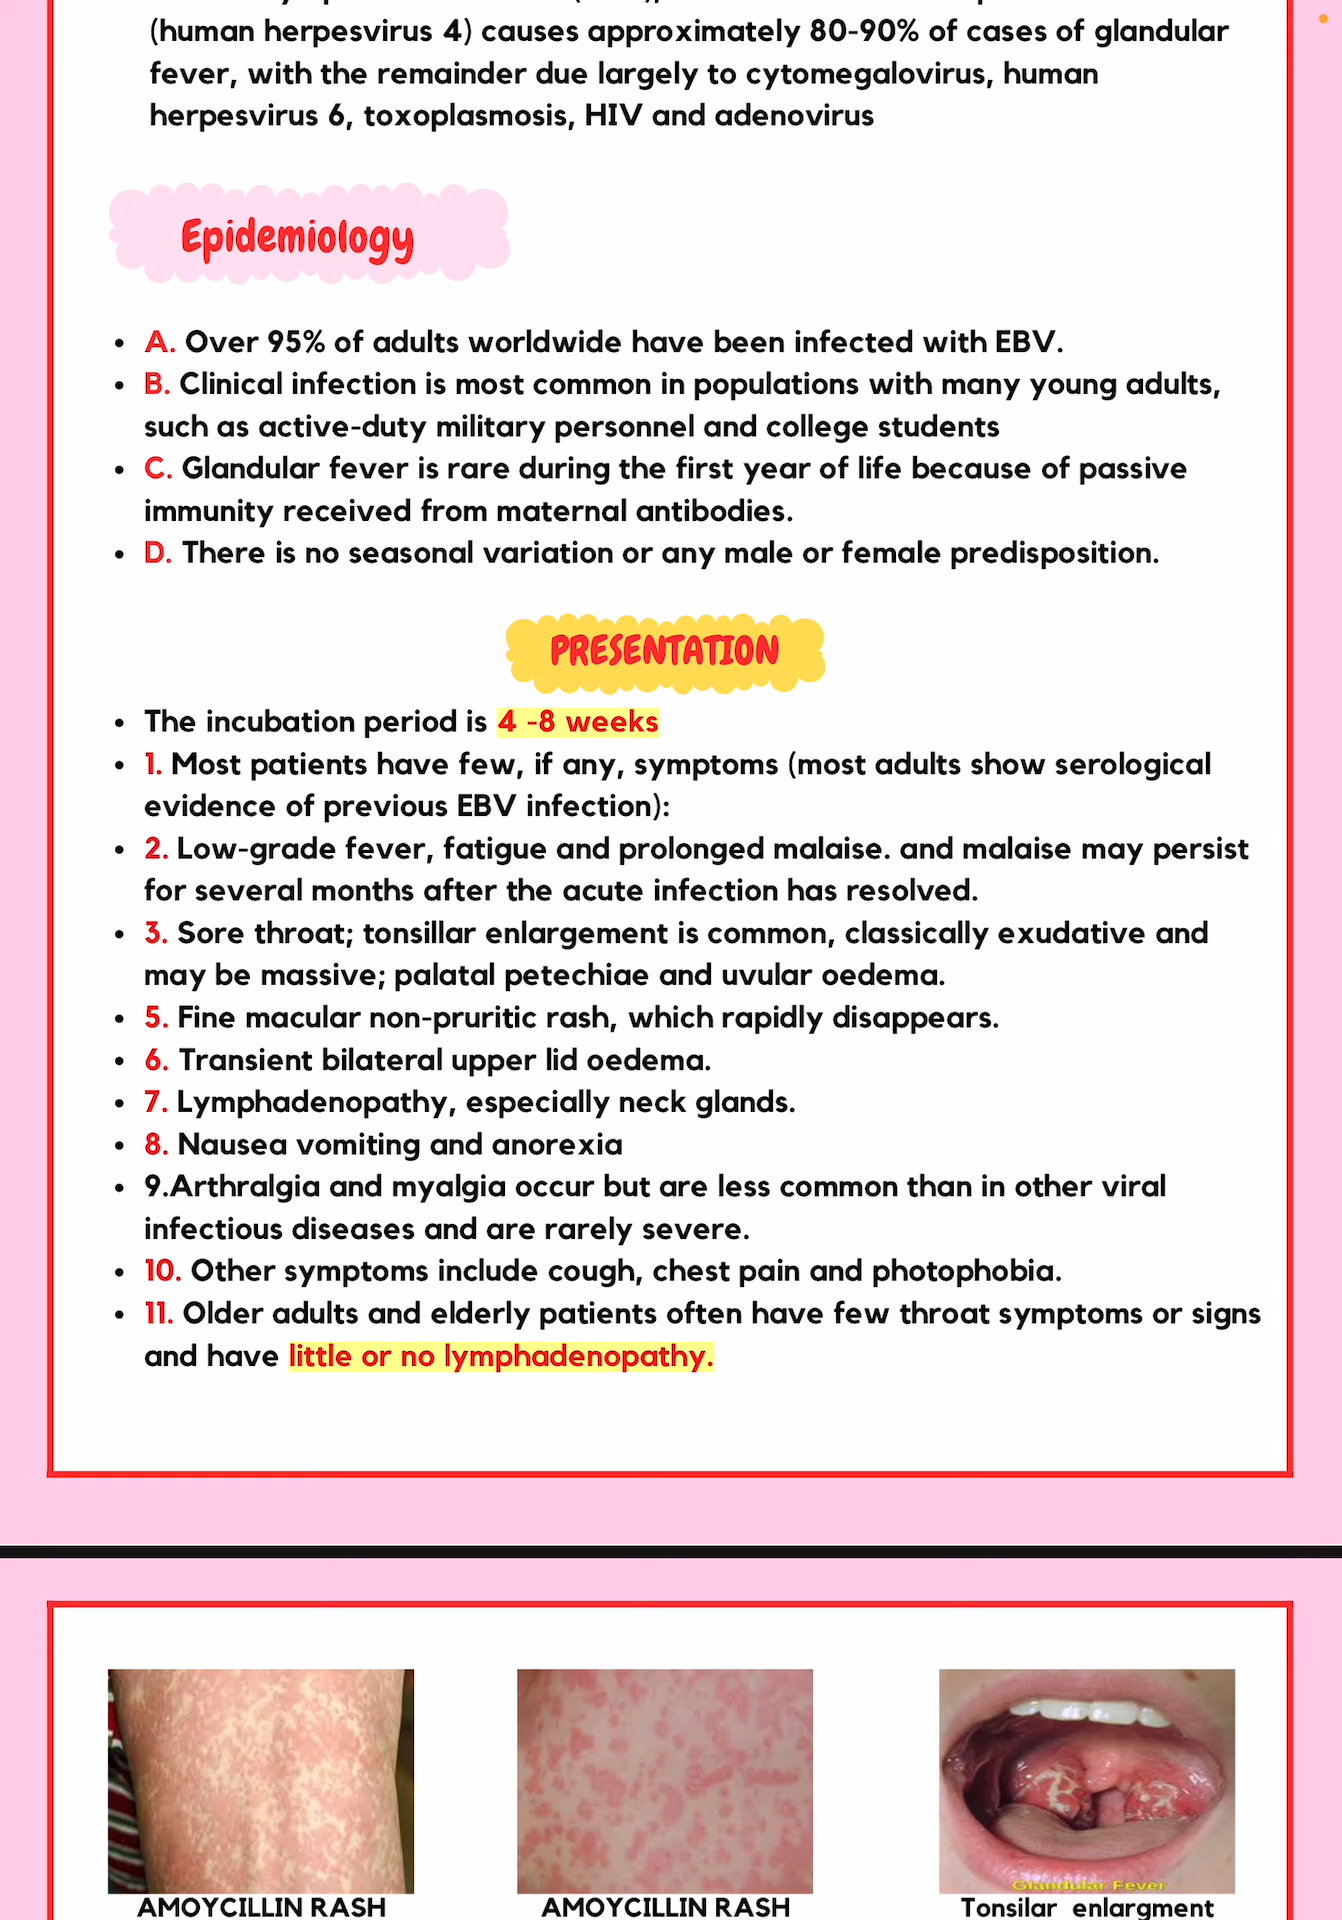 (human herpesvirus 4) causes approximately 80-90% of cases of glandular
fever, with the remainder due largely to cytomegalovirus, human
herpesvirus 6, toxoplasmosis, HIV and adenovirus
Epidemiology
• A. Over 95% of adults worldwide have been infected with EBV.
• B. Clinical infection is most common in populations with many young adults,
such as active-duty military personnel and college students
• C. Glandular fever is rare during the first year of life because of passive
immunity received from maternal antibodies.
• D. There is no seasonal variation or any male or female predisposition.
PRESENTATION
• The incubation period is 4 -8 weeks
• 1. Most patients have few, if any, symptoms (most adults show serological
evidence of previous EBV infection):
• 2. Low-grade fever, fatigue and prolonged malaise. and malaise may persist
for several months after the acute infection has resolved.
• 3. Sore throat; tonsillar enlargement is common, classically exudative and
may be massive; palatal petechiae and uvular oedema.
• 5. Fine macular non-pruritic rash, which rapidly disappears.
• 6. Transient bilateral upper lid oedema.
• 7. Lymphadenopathy, especially neck glands.
• 8. Nausea vomiting and anorexia
• 9.Arthralgia and myalgia occur but are less common than in other viral
infectious diseases and are rarely severe.
• 10. Other symptoms include cough, chest pain and photophobia.
• 11. Older adults and elderly patients often have few throat symptoms or signs
and have little or no lymphadenopathy.
Glandular Fever
AMOYCILLIN RASH
AMOYCILLIN RASH
Tonsilar enlargment